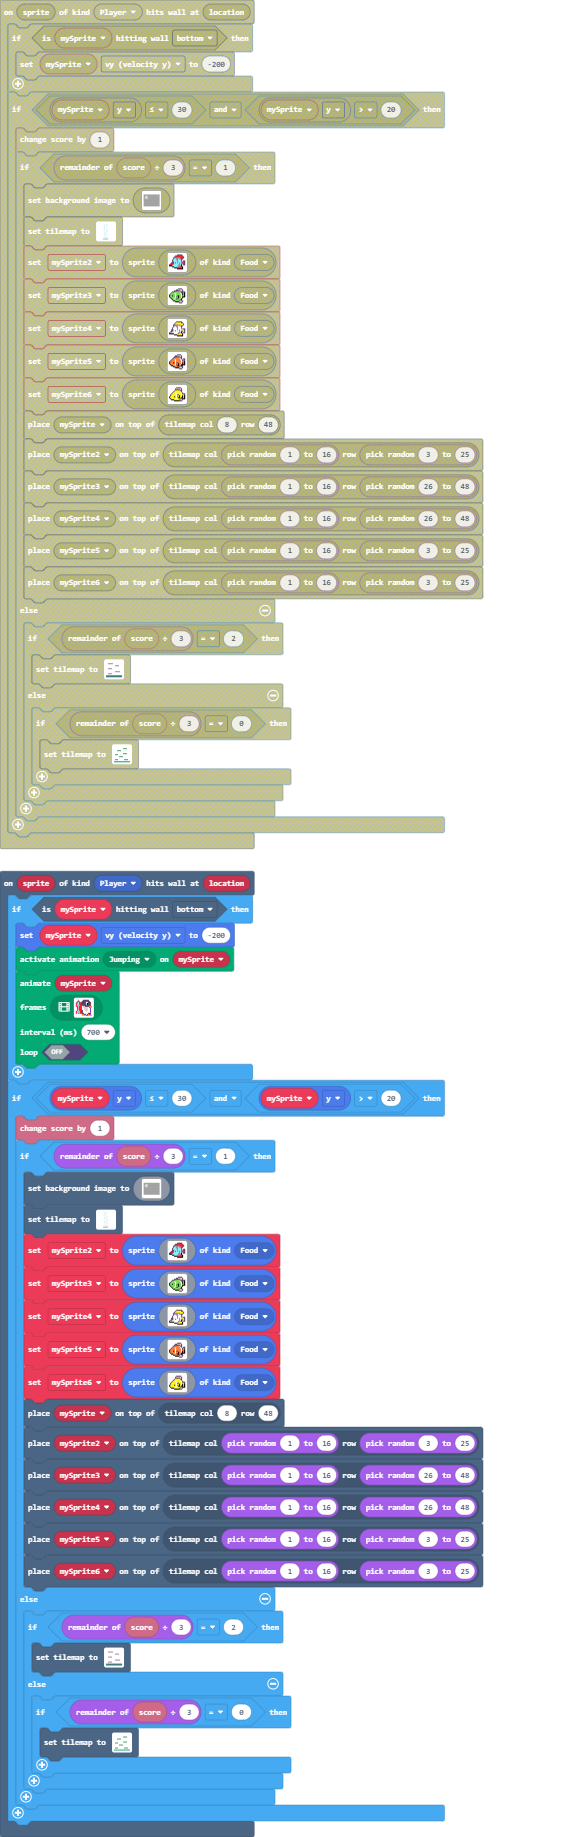 on sprite of kind Player hits wall at location
if is mySprite hitting wall bottom then
set mySprite vy (velocity y) to -200
if mySprite y ≤ 30 and mySprite y > 20 then
change score by 1
if remainder of score ÷ 3 = 1 then
set background image to
set tilemap to
set mySprite2 to sprite of kind Food
set mySprite3 to sprite of kind Food
set mySprite4 to sprite of kind Food
set mySprite5 to sprite of kind Food
set mySprite6 to sprite of kind Food
place mySprite on top of tilemap col 8 row 48
place mySprite2 on top of tilemap col pick random 1 to 16 row pick random 3 to 25
place mySprite3 on top of tilemap col pick random 1 to 16 row pick random 26 to 48
place mySprite4 on top of tilemap col pick random 1 to 16 row pick random 26 to 48
place mySprite5 on top of tilemap col pick random 1 to 16 row pick random 3 to 25
place mySprite6 on top of tilemap col pick random 1 to 16 row pick random 3 to 25
else
if remainder of score ÷ 3 = 2 then
set tilemap to
else
if remainder of score ÷ 3 = 0 then
set tilemap to
on sprite of kind Player hits wall at location
if is mySprite hitting wall bottom then
set mySprite vy (velocity y) to -200
activate animation Jumping on mySprite
animate mySprite
frames
interval (ms) 700
loop OFF
if mySprite y ≤ 30 and mySprite y > 20 then
change score by 1
if remainder of score ÷ 3 = 1 then
set background image to
set tilemap to
set mySprite2 to sprite of kind Food
set mySprite3 to sprite of kind Food
set mySprite4 to sprite of kind Food
set mySprite5 to sprite of kind Food
set mySprite6 to sprite of kind Food
place mySprite on top of tilemap col 8 row 48
place mySprite2 on top of tilemap col pick random 1 to 16 row pick random 3 to 25
place mySprite3 on top of tilemap col pick random 1 to 16 row pick random 26 to 48
place mySprite4 on top of tilemap col pick random 1 to 16 row pick random 26 to 48
place mySprite5 on top of tilemap col pick random 1 to 16 row pick random 3 to 25
place mySprite6 on top of tilemap col pick random 1 to 16 row pick random 3 to 25
else
if remainder of score ÷ 3 = 2 then
set tilemap to
else
if remainder of score ÷ 3 = 0 then
set tilemap to